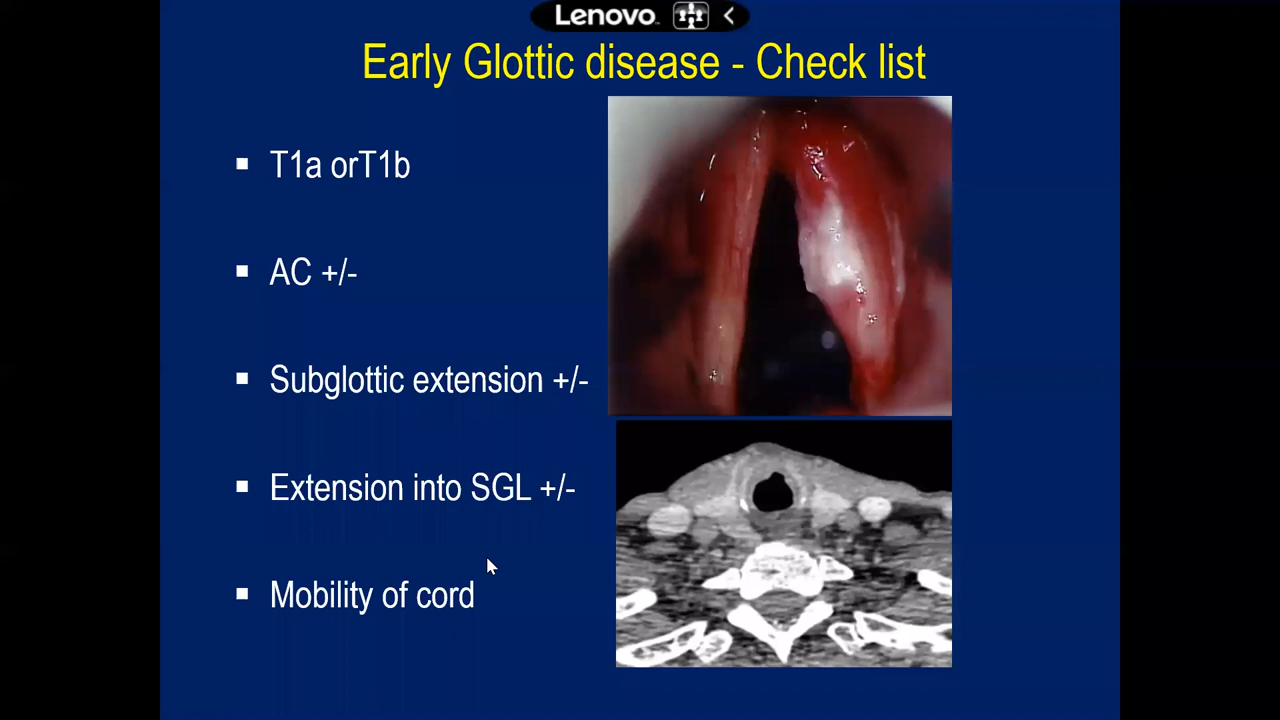 Lenovo
Early Glottic disease - Check list
▪ T1a orT1b
▪ AC +/-
▪ Subglottic extension +/-
▪ Extension into SGL +/-
▪ Mobility of cord